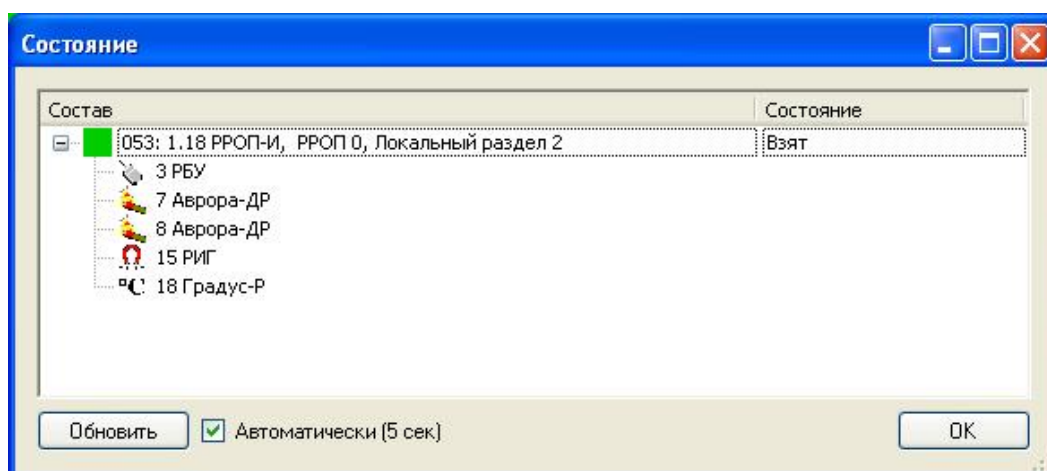 Состояние
Состав Состояние
053: 1.18 РРОП-И, РРОП 0, Локальный раздел 2 Взят
3 РБУ
7 Аврора-ДР
8 Аврора-ДР
15 РИГ
°C 18 Градус-Р
Обновить Автоматически (5 сек) OK